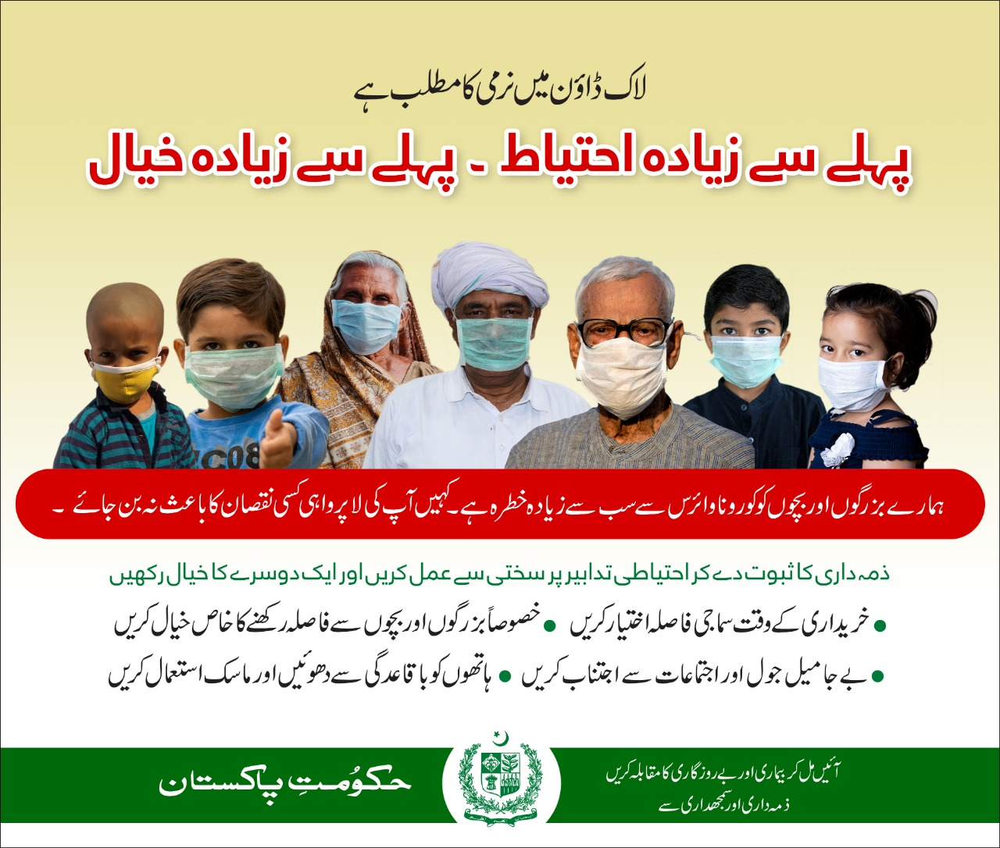 لاک ڈاؤن میں نرمی کا مطلب ہے
پہلے سے زیادہ احتیاط ۔ پہلے سے زیادہ خیال
ہمارے بزرگوں اور بچوں کو کورونا وائرس سے سب سے زیادہ خطرہ ہے۔ کہیں آپ کی لاپرواہی کسی نقصان کا باعث نہ بن جائے ۔
ذمہ داری کا ثبوت دے کر احتیاطی تدابیر پر سختی سے عمل کریں اور ایک دوسرے کا خیال رکھیں
● خریداری کے وقت سماجی فاصلہ اختیار کریں ● خصوصاً بزرگوں اور بچوں سے فاصلہ رکھنے کا خاص خیال کریں
● بے جا میل جول اور اجتماعات سے اجتناب کریں ● ہاتھوں کو باقاعدگی سے دھوئیں اور ماسک استعمال کریں
آئیں مل کر بیماری اور بے روزگاری کا مقابلہ کریں
ذمہ داری اور سمجھداری سے
حکومتِ پاکستان
C08